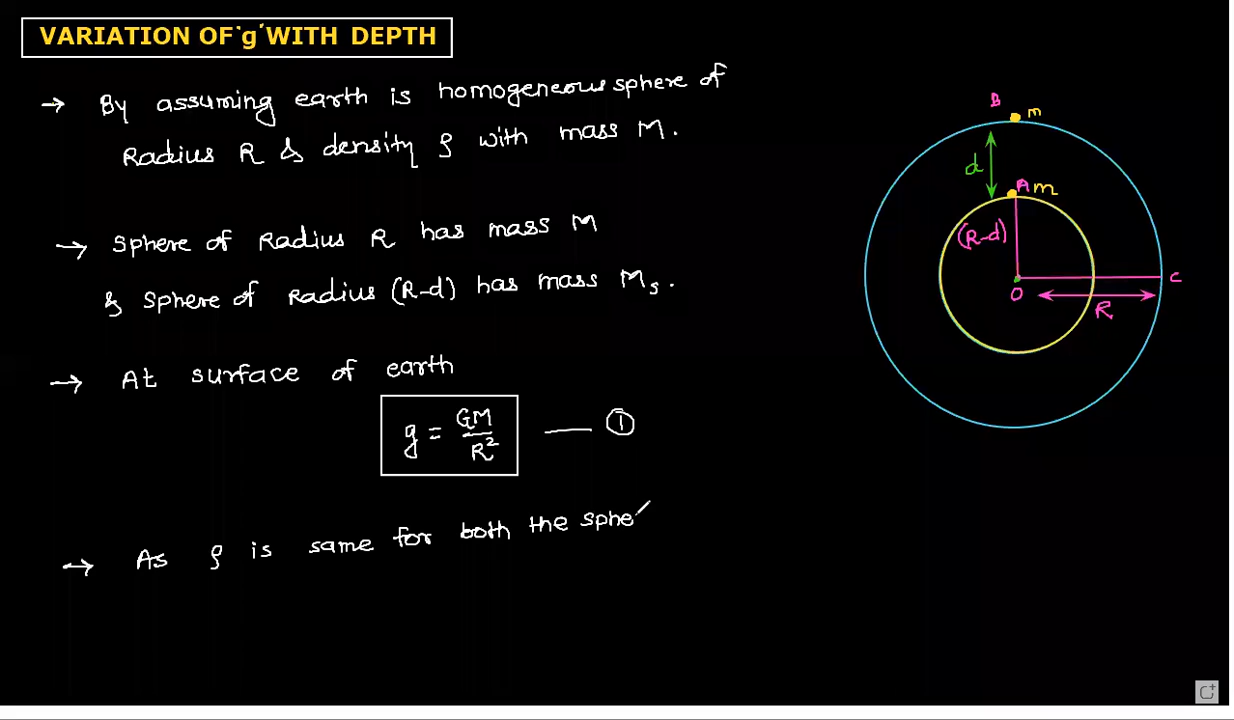 VARIATION OF 'g' WITH DEPTH
→ By assuming earth is homogeneous sphere of
Radius R & density ρ with mass M.
→ Sphere of Radius R has mass M
& sphere of radius (R-d) has mass Ms.
→ At surface of earth
g = GM/R² — ①
→ As ρ is same for both the sphe
B m
d
A m
(R-d)
O
C
R